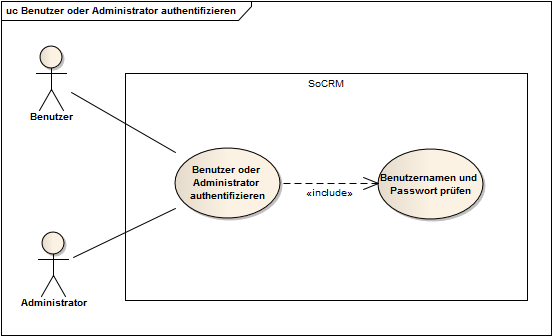 uc Benutzer oder Administrator authentifizieren
SoCRM
Benutzer
Benutzer oder
Administrator
authentifizieren
«include»
Benutzernamen und
Passwort prüfen
Administrator